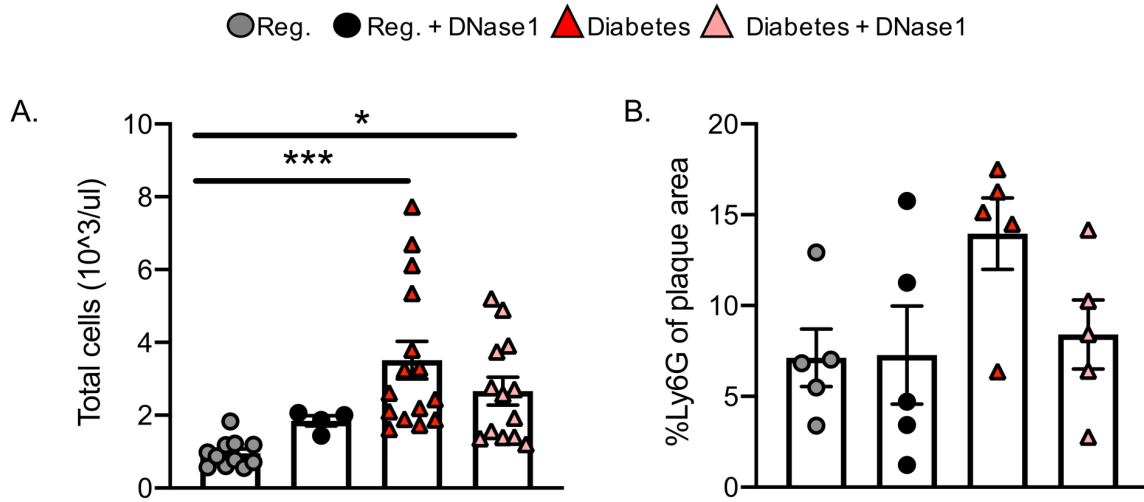 Reg. Reg. + DNase1 Diabetes Diabetes + DNase1
A.
Total cells (10^3/ul)
10
8
6
4
2
0
*
***
B.
%Ly6G of plaque area
20
15
10
5
0